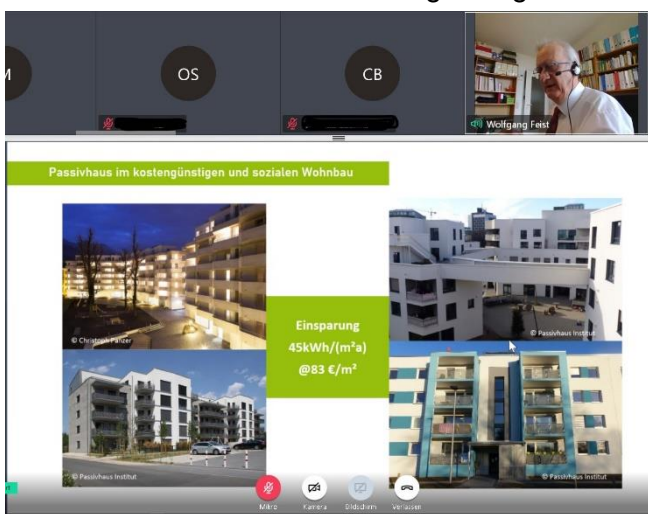 OS
CB
Wolfgang Feist
Passivhaus im kostengünstigen und sozialen Wohnbau
© Christoph Panzer
© Passivhaus Institut
Einsparung
45kWh/(m²a)
@83 €/m²
© Passivhaus Institut
© Passivhaus Institut
Mikro
Kamera
Bildschirm
Verlassen